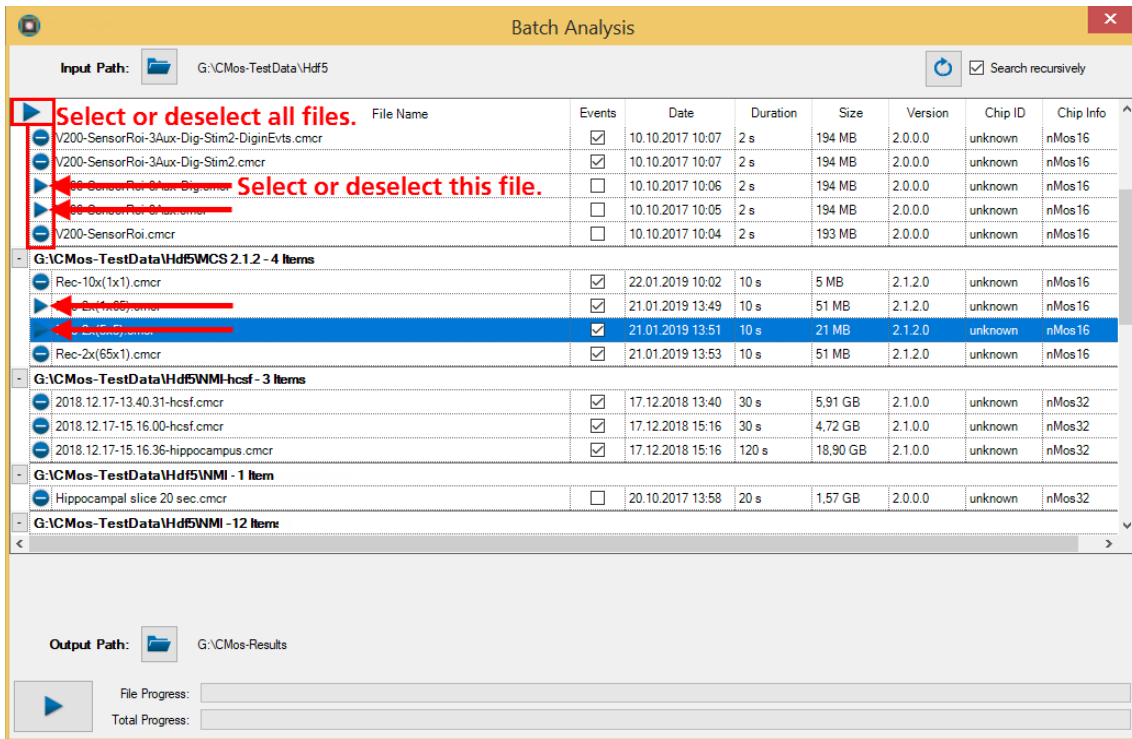 Batch Analysis
Input Path: G:\CMos-TestData\Hdf5 Search recursively
Select or deselect all files. File Name Events Date Duration Size Version Chip ID Chip Info
V200-SensorRoi-3Aux-Dig-Stim2-DiginEvts.cmcr 10.10.2017 10:07 2 s 194 MB 2.0.0.0 unknown nMos16
V200-SensorRoi-3Aux-Dig-Stim2.cmcr 10.10.2017 10:07 2 s 194 MB 2.0.0.0 unknown nMos16
Select or deselect this file. 10.10.2017 10:06 2 s 194 MB 2.0.0.0 unknown nMos16
10.10.2017 10:05 2 s 194 MB 2.0.0.0 unknown nMos16
V200-SensorRoi.cmcr 10.10.2017 10:04 2 s 193 MB 2.0.0.0 unknown nMos16
- G:\CMos-TestData\Hdf5\MCS 2.1.2 - 4 Items
Rec-10x(1x1).cmcr 22.01.2019 10:02 10 s 5 MB 2.1.2.0 unknown nMos16
21.01.2019 13:49 10 s 51 MB 2.1.2.0 unknown nMos16
21.01.2019 13:51 10 s 21 MB 2.1.2.0 unknown nMos16
Rec-2x(65x1).cmcr 21.01.2019 13:53 10 s 51 MB 2.1.2.0 unknown nMos16
- G:\CMos-TestData\Hdf5\NMI-hcsf - 3 Items
2018.12.17-13.40.31-hcsf.cmcr 17.12.2018 13:40 30 s 5,91 GB 2.1.0.0 unknown nMos32
2018.12.17-15.16.00-hcsf.cmcr 17.12.2018 15:16 30 s 4,72 GB 2.1.0.0 unknown nMos32
2018.12.17-15.16.36-hippocampus.cmcr 17.12.2018 15:16 120 s 18,90 GB 2.1.0.0 unknown nMos32
- G:\CMos-TestData\Hdf5\NMI - 1 Item
Hippocampal slice 20 sec.cmcr 20.10.2017 13:58 20 s 1,57 GB 2.0.0.0 unknown nMos32
- G:\CMos-TestData\Hdf5\NMI - 12 Items
Output Path: G:\CMos-Results
File Progress:
Total Progress: